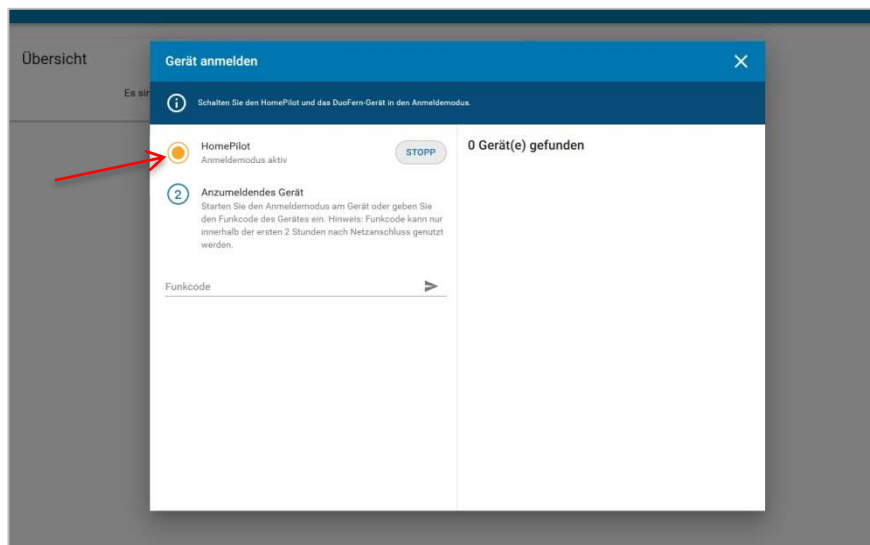 Übersicht
Es sin
Gerät anmelden
Schalten Sie den HomePilot und das DuoFern-Gerät in den Anmeldemodus.
HomePilot
Anmeldemodus aktiv
STOPP
2
Anzumeldendes Gerät
Starten Sie den Anmeldemodus am Gerät oder geben Sie
den Funkcode des Gerätes ein. Hinweis: Funkcode kann nur
innerhalb der ersten 2 Stunden nach Netzanschluss genutzt
werden.
Funkcode
0 Gerät(e) gefunden